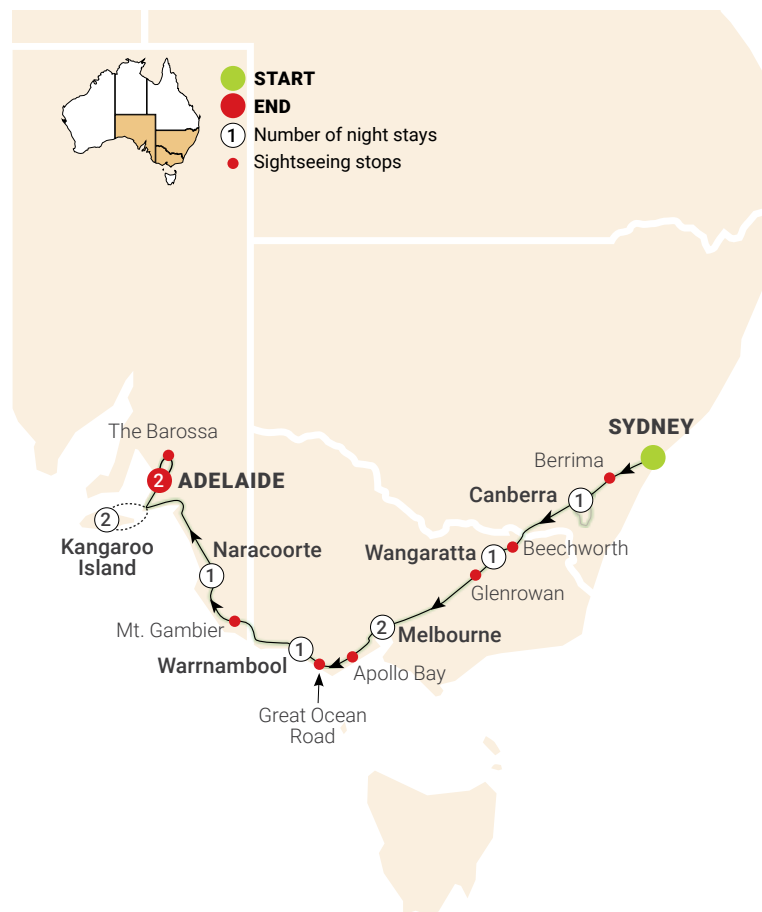 START
END
1 Number of night stays
Sightseeing stops
SYDNEY
Berrima
Canberra
1
Beechworth
Wangaratta
1
Glenrowan
2
Melbourne
Apollo Bay
Great Ocean
Road
1
Warrnambool
Mt. Gambier
1
Naracoorte
2
Kangaroo
Island
2
ADELAIDE
The Barossa